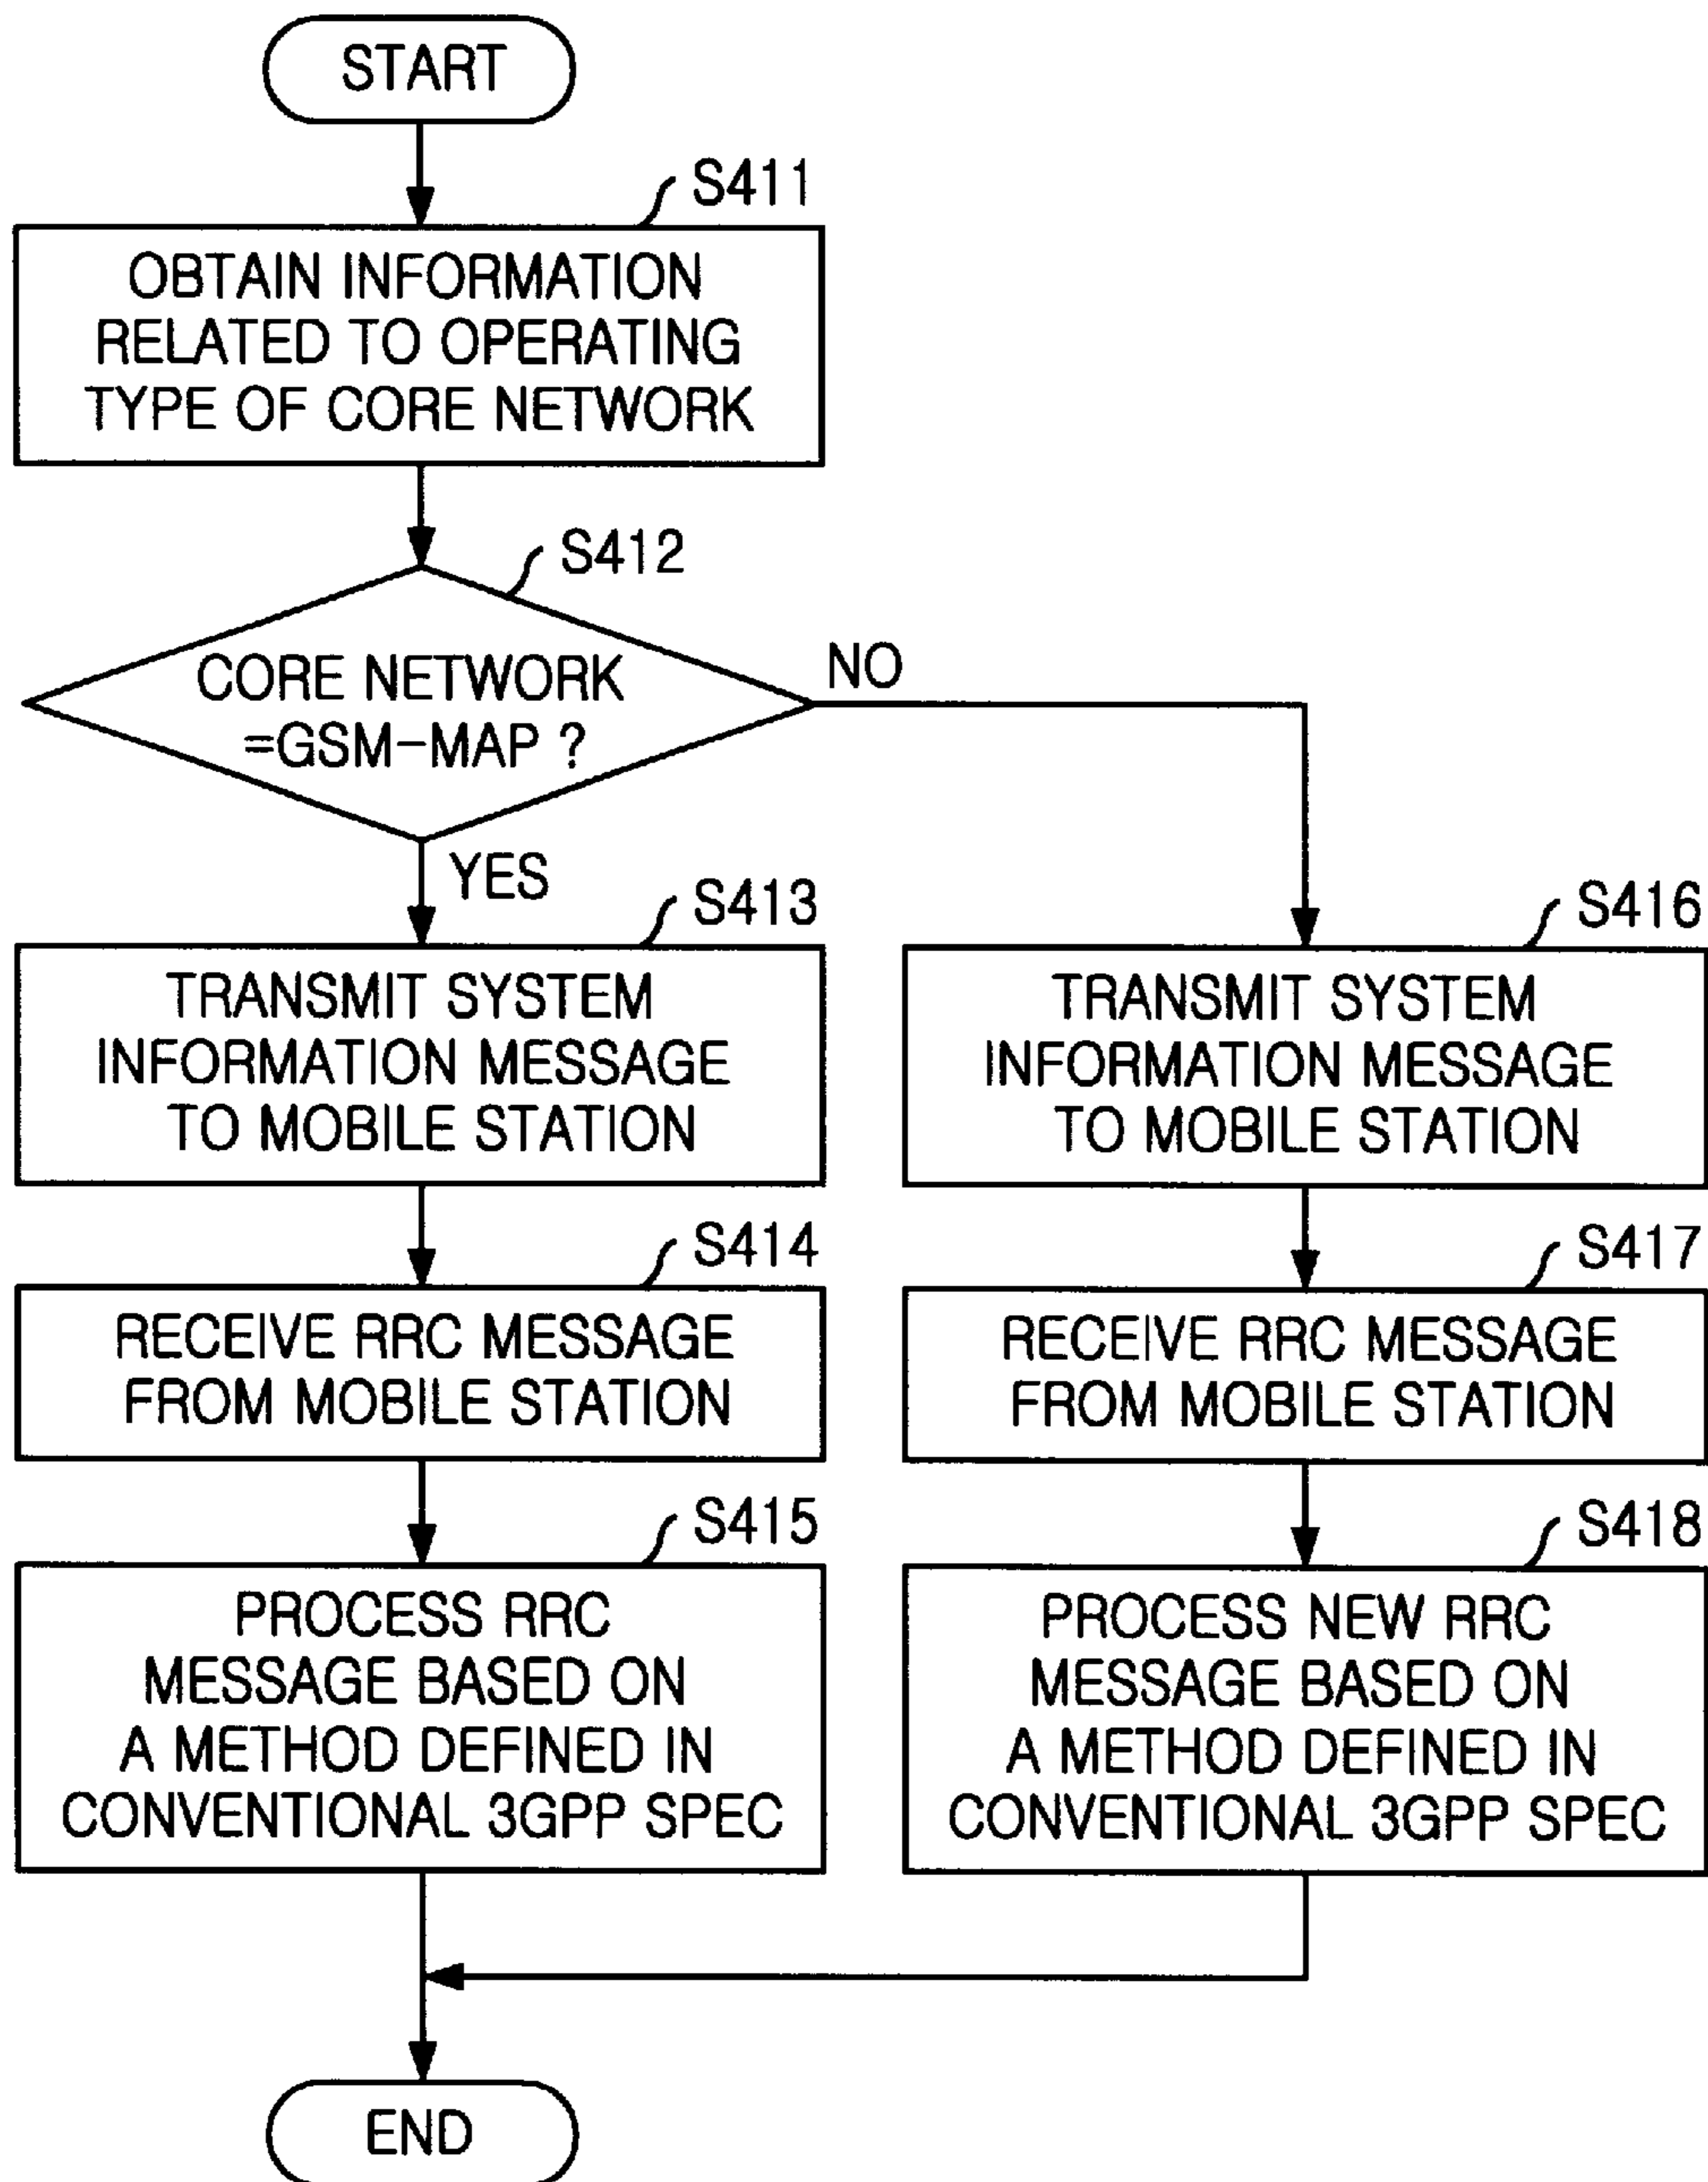 START
S411
OBTAIN INFORMATION
RELATED TO OPERATING
TYPE OF CORE NETWORK
S412
CORE NETWORK
=GSM-MAP ?
NO
YES
S413
TRANSMIT SYSTEM
INFORMATION MESSAGE
TO MOBILE STATION
S414
RECEIVE RRC MESSAGE
FROM MOBILE STATION
S415
PROCESS RRC
MESSAGE BASED ON
A METHOD DEFINED IN
CONVENTIONAL 3GPP SPEC
S416
TRANSMIT SYSTEM
INFORMATION MESSAGE
TO MOBILE STATION
S417
RECEIVE RRC MESSAGE
FROM MOBILE STATION
S418
PROCESS NEW RRC
MESSAGE BASED ON
A METHOD DEFINED IN
CONVENTIONAL 3GPP SPEC
END